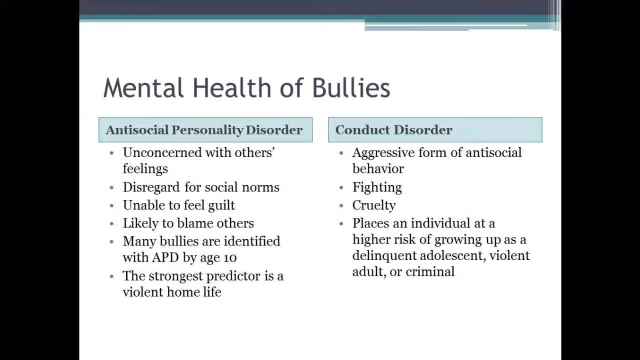 Mental Health of Bullies
Antisocial Personality Disorder
• Unconcerned with others'
feelings
• Disregard for social norms
• Unable to feel guilt
• Likely to blame others
• Many bullies are identified
with APD by age 10
• The strongest predictor is a
violent home life
Conduct Disorder
• Aggressive form of antisocial
behavior
• Fighting
• Cruelty
• Places an individual at a
higher risk of growing up as a
delinquent adolescent, violent
adult, or criminal